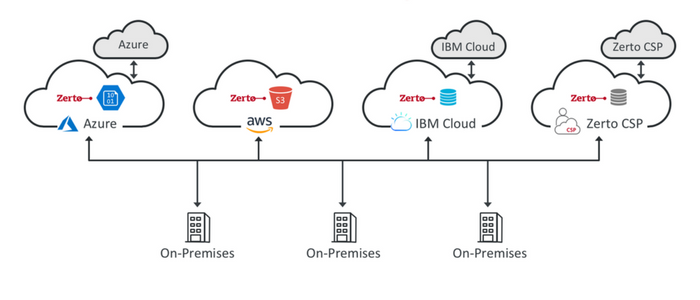 Azure
IBM Cloud
Zerto CSP
Zerto
10
01
Zerto
S3
Zerto
Zerto
Azure
aws
IBM Cloud
CSP
Zerto CSP
On-Premises
On-Premises
On-Premises